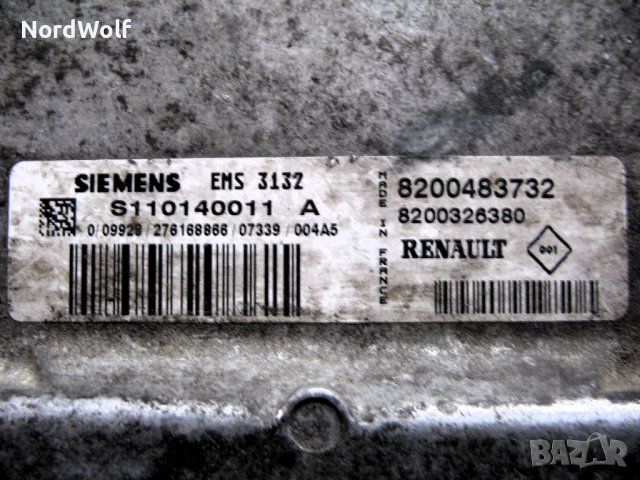 NordWolf
SIEMENS EMS 3132
S110140011 A
0/09929/276168866/07339/004A5
MADE IN FRANCE
8200483732
8200326380
RENAULT 001
BAZAR